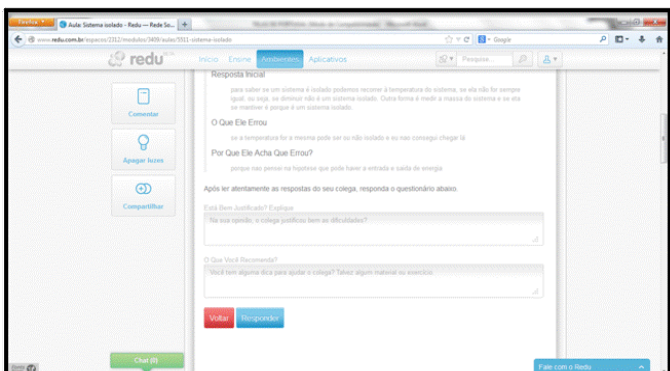 Firefox
Aula: Sistema isolado - Redu — Rede So...
www.redu.com.br/espacos/2312/modulos/3409/aulas/9511-sistema-isolado
Google
redu
Início Ensine Ambientes Aplicativos
Pesquise...
Comentar
Apagar luzes
Compartilhar
Resposta Inicial
para saber se um sistema é isolado podemos recorrer à temperatura do sistema, se ela não for sempre
igual, ou seja, se diminuir não é um sistema isolado. Outra forma é medir a massa do sistema e se ela
se mantiver é porque é um sistema isolado
O Que Ele Errou
se a temperatura for a mesma pode ser ou não isolado e eu nao consegui chegar lá
Por Que Ele Acha Que Errou?
porque nao pensei na hipotese que pode haver a entrada e saida de energia
Após ler atentamente as respostas do seu colega, responda o questionário abaixo.
Está Bem Justificado? Explique
Na sua opinião, o colega justificou bem as dificuldades?
O Que Você Recomenda?
Você tem alguma dica para ajudar o colega? Talvez algum material ou exercício
Voltar Responder
Chat (0)
Fale com o Redu